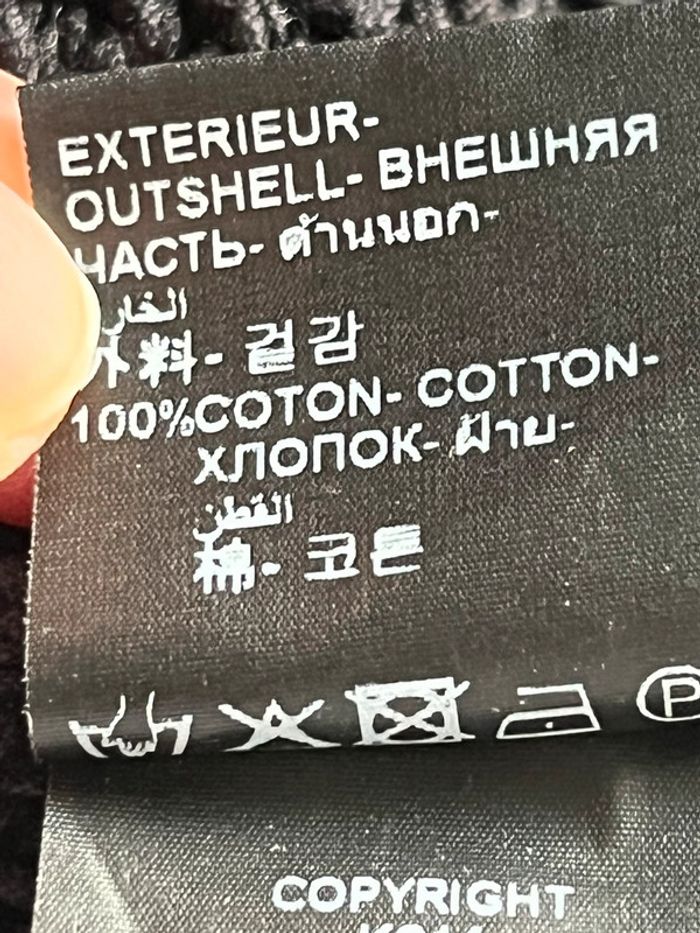 EXTERIEUR-
OUTSHELL- ВНЕШНЯЯ
ЧАСТЬ- ด้านนอก-
الخار
外料- 겉감
100%COTON- COTTON-
ХЛОПОК- ฝ้าย-
القطن
棉- 코튼
P
COPYRIGHT